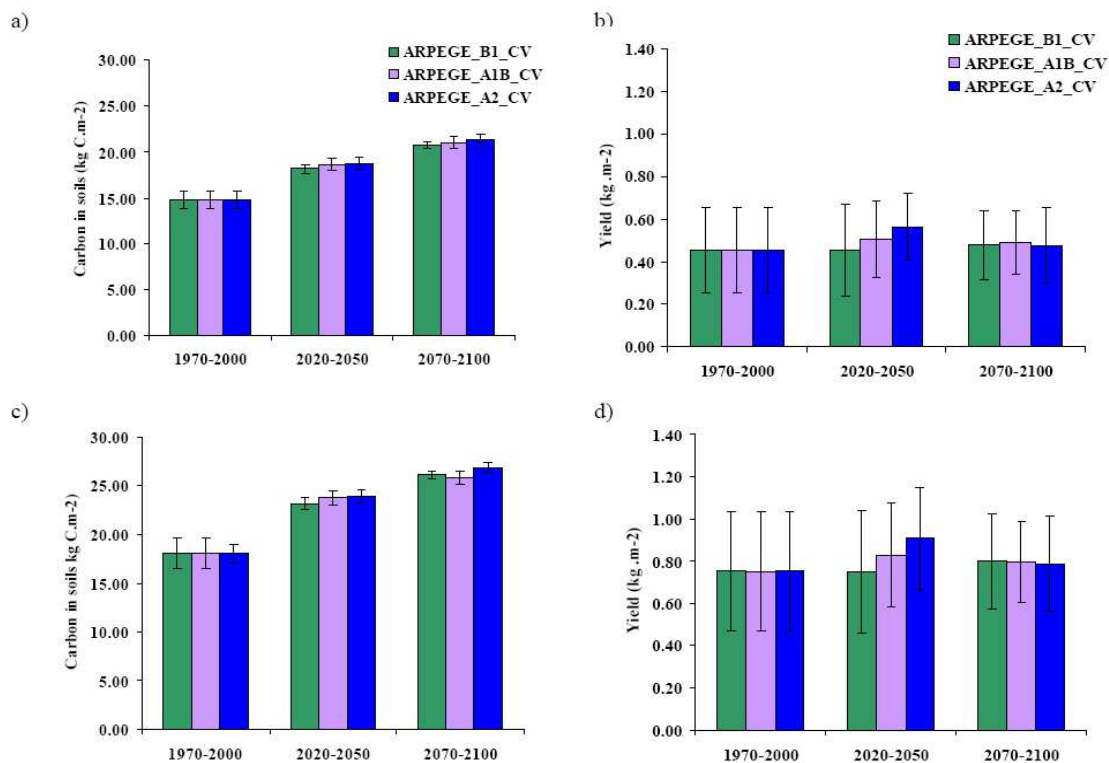 a)
ARPEGE_B1_CV
ARPEGE_A1B_CV
ARPEGE_A2_CV
Carbon in soils (kg C.m-2)
30.00
25.00
20.00
15.00
10.00
5.00
0.00
1970-2000 2020-2050 2070-2100
b)
ARPEGE_B1_CV
ARPEGE_A1B_CV
ARPEGE_A2_CV
Yield (kg .m-2)
1.40
1.20
1.00
0.80
0.60
0.40
0.20
0.00
1970-2000 2020-2050 2070-2100
c)
Carbon in soils kg C.m-2)
30.00
25.00
20.00
15.00
10.00
5.00
0.00
1970-2000 2020-2050 2070-2100
d)
Yield (kg .m-2)
1.40
1.20
1.00
0.80
0.60
0.40
0.20
0.00
1970-2000 2020-2050 2070-2100